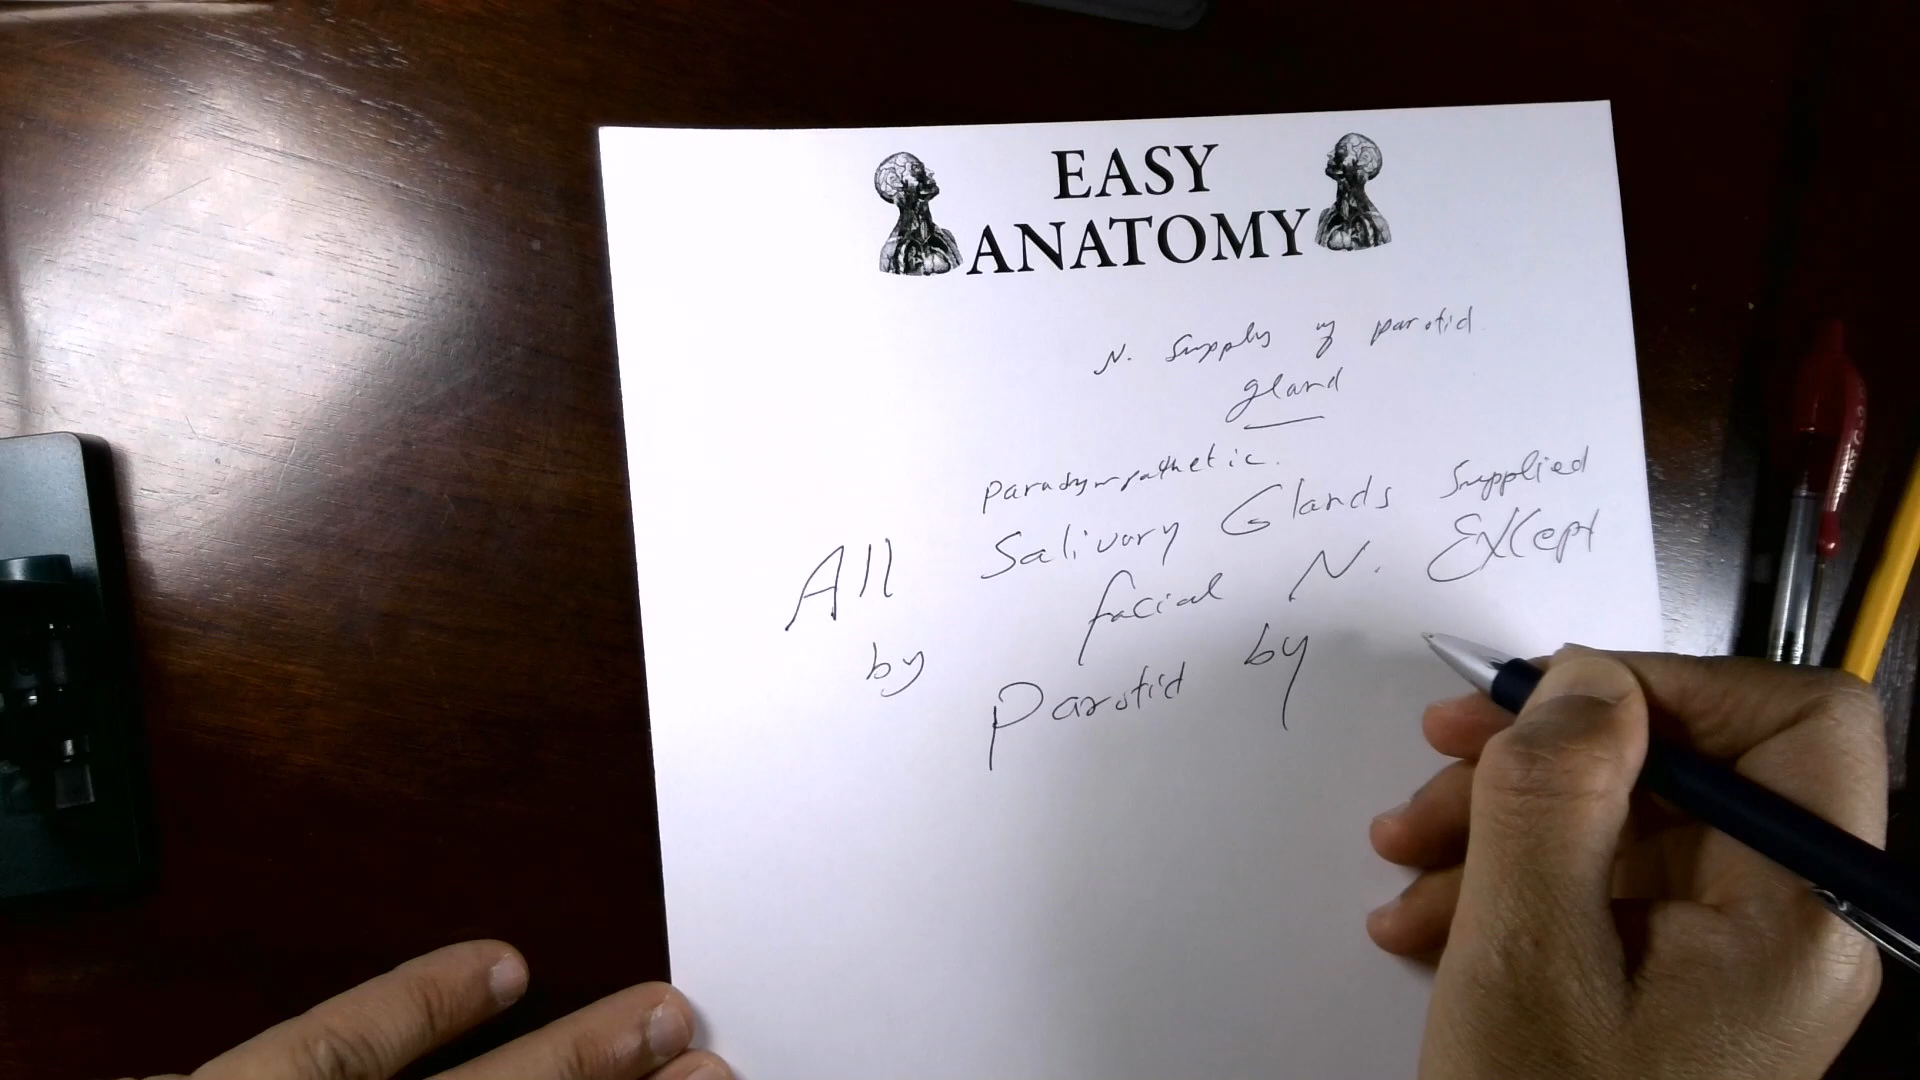 EASY
ANATOMY
N. Supply of parotid
gland
parasympathetic.
All Salivary Glands Supplied
by facial N. Except
Parotid by